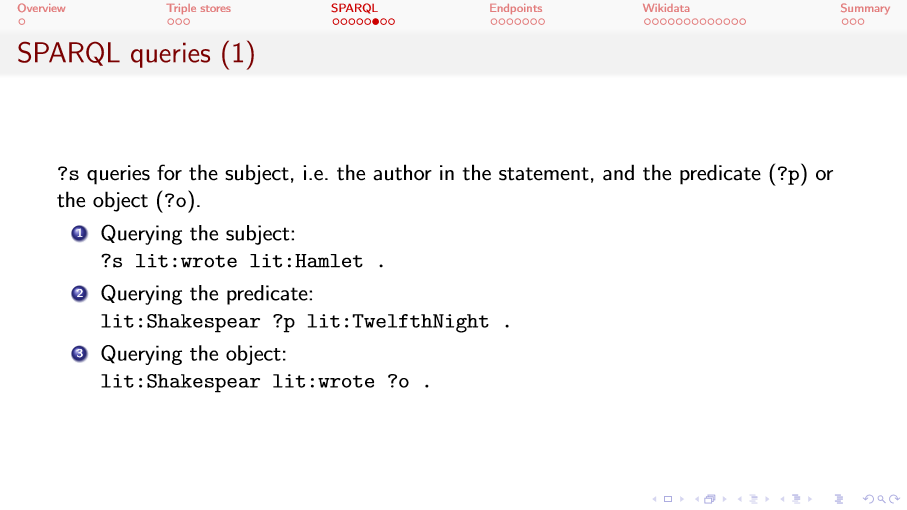 Overview Triple stores SPARQL Endpoints Wikidata Summary
SPARQL queries (1)
?s queries for the subject, i.e. the author in the statement, and the predicate (?p) or
the object (?o).
1 Querying the subject:
?s lit:wrote lit:Hamlet .
2 Querying the predicate:
lit:Shakespear ?p lit:TwelfthNight .
3 Querying the object:
lit:Shakespear lit:wrote ?o .